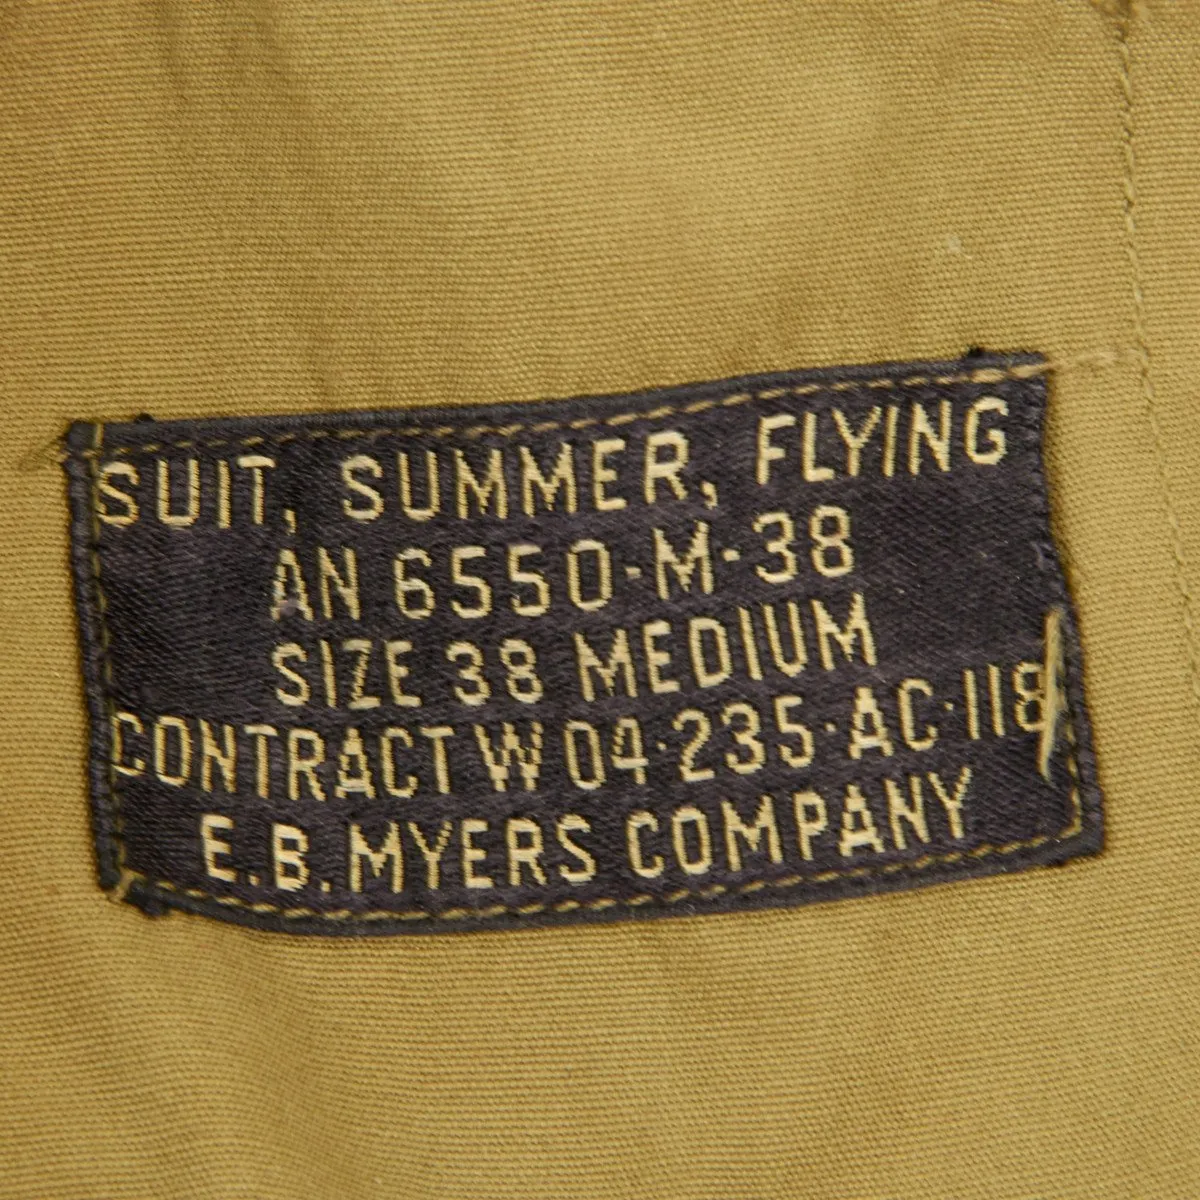 SUIT, SUMMER, FLYING
AN 6550·M·38
SIZE 38 MEDIUM
CONTRACT W 04·235·AC·118
E.B. MYERS COMPANY